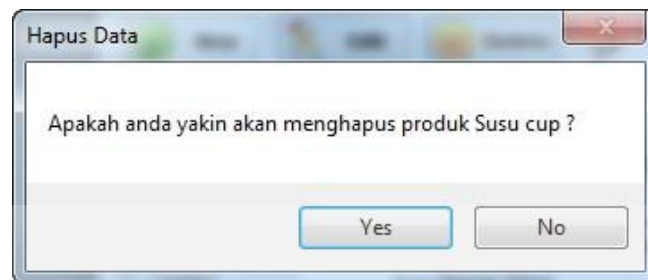 Hapus Data
Apakah anda yakin akan menghapus produk Susu cup ?
Yes
No